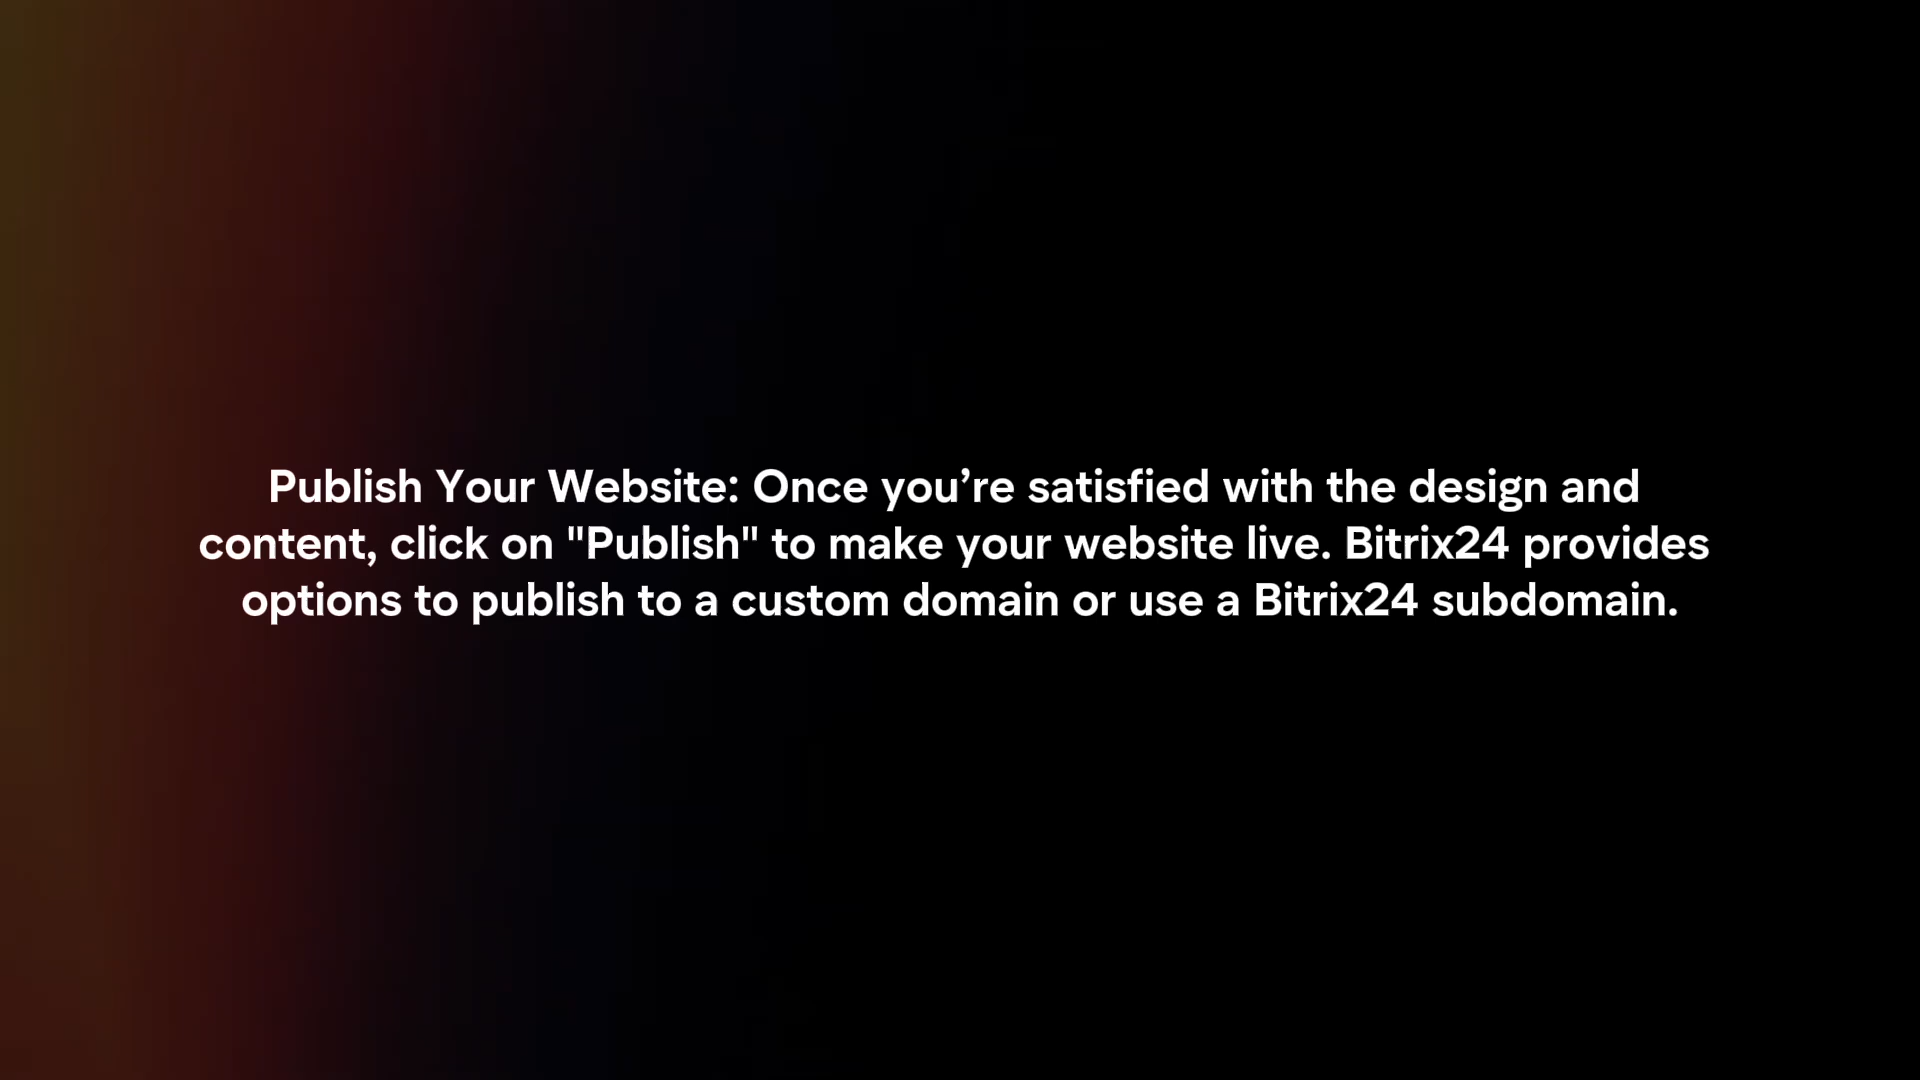 Publish Your Website: Once you’re satisfied with the design and
content, click on "Publish" to make your website live. Bitrix24 provides
options to publish to a custom domain or use a Bitrix24 subdomain.